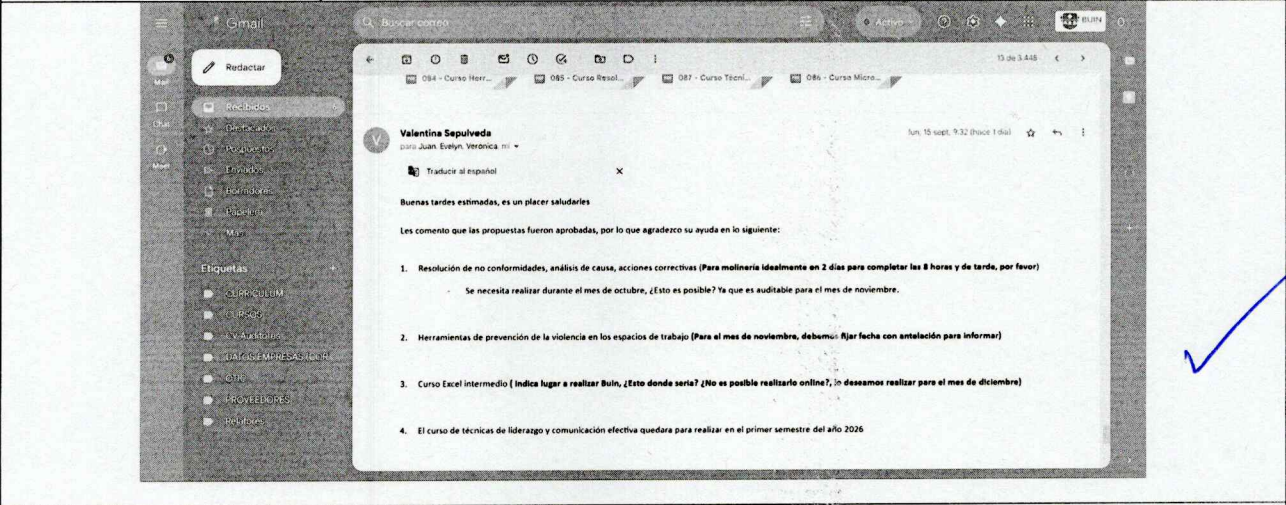 Gmail
Buscar correo
Activo
BUIN
Redactar
13 de 3.448
084 - Curso Herr...
085 - Curso Resol...
087 - Curso Técni...
086 - Curso Micro...
Mail
Recibidos
Chat
Destacados
Meet
Pospuestos
Enviados
Borradores
Papelera
Más
Valentina Sepulveda
lun, 15 sept, 9:32 (hace 1 día)
para Juan, Evelyn, Veronica, mí
Traducir al español
Buenas tardes estimadas, es un placer saludarles
Les comento que las propuestas fueron aprobadas, por lo que agradezco su ayuda en lo siguiente:
1. Resolución de no conformidades, análisis de causa, acciones correctivas (Para molinería idealmente en 2 días para completar las 8 horas y de tarde, por favor)
- Se necesita realizar durante el mes de octubre, ¿Esto es posible? Ya que es auditable para el mes de noviembre.
2. Herramientas de prevención de la violencia en los espacios de trabajo (Para el mes de noviembre, debemos fijar fecha con antelación para informar)
3. Curso Excel intermedio ( indica lugar a realizar Buin, ¿Esto donde seria? ¿No es posible realizarlo online?, lo deseamos realizar para el mes de diciembre)
4. El curso de técnicas de liderazgo y comunicación efectiva quedara para realizar en el primer semestre del año 2026
Etiquetas
CURRICULUM
CURSOS
CV Auditores
DATOS EMPRESAS
PROVEEDORES
Relatores